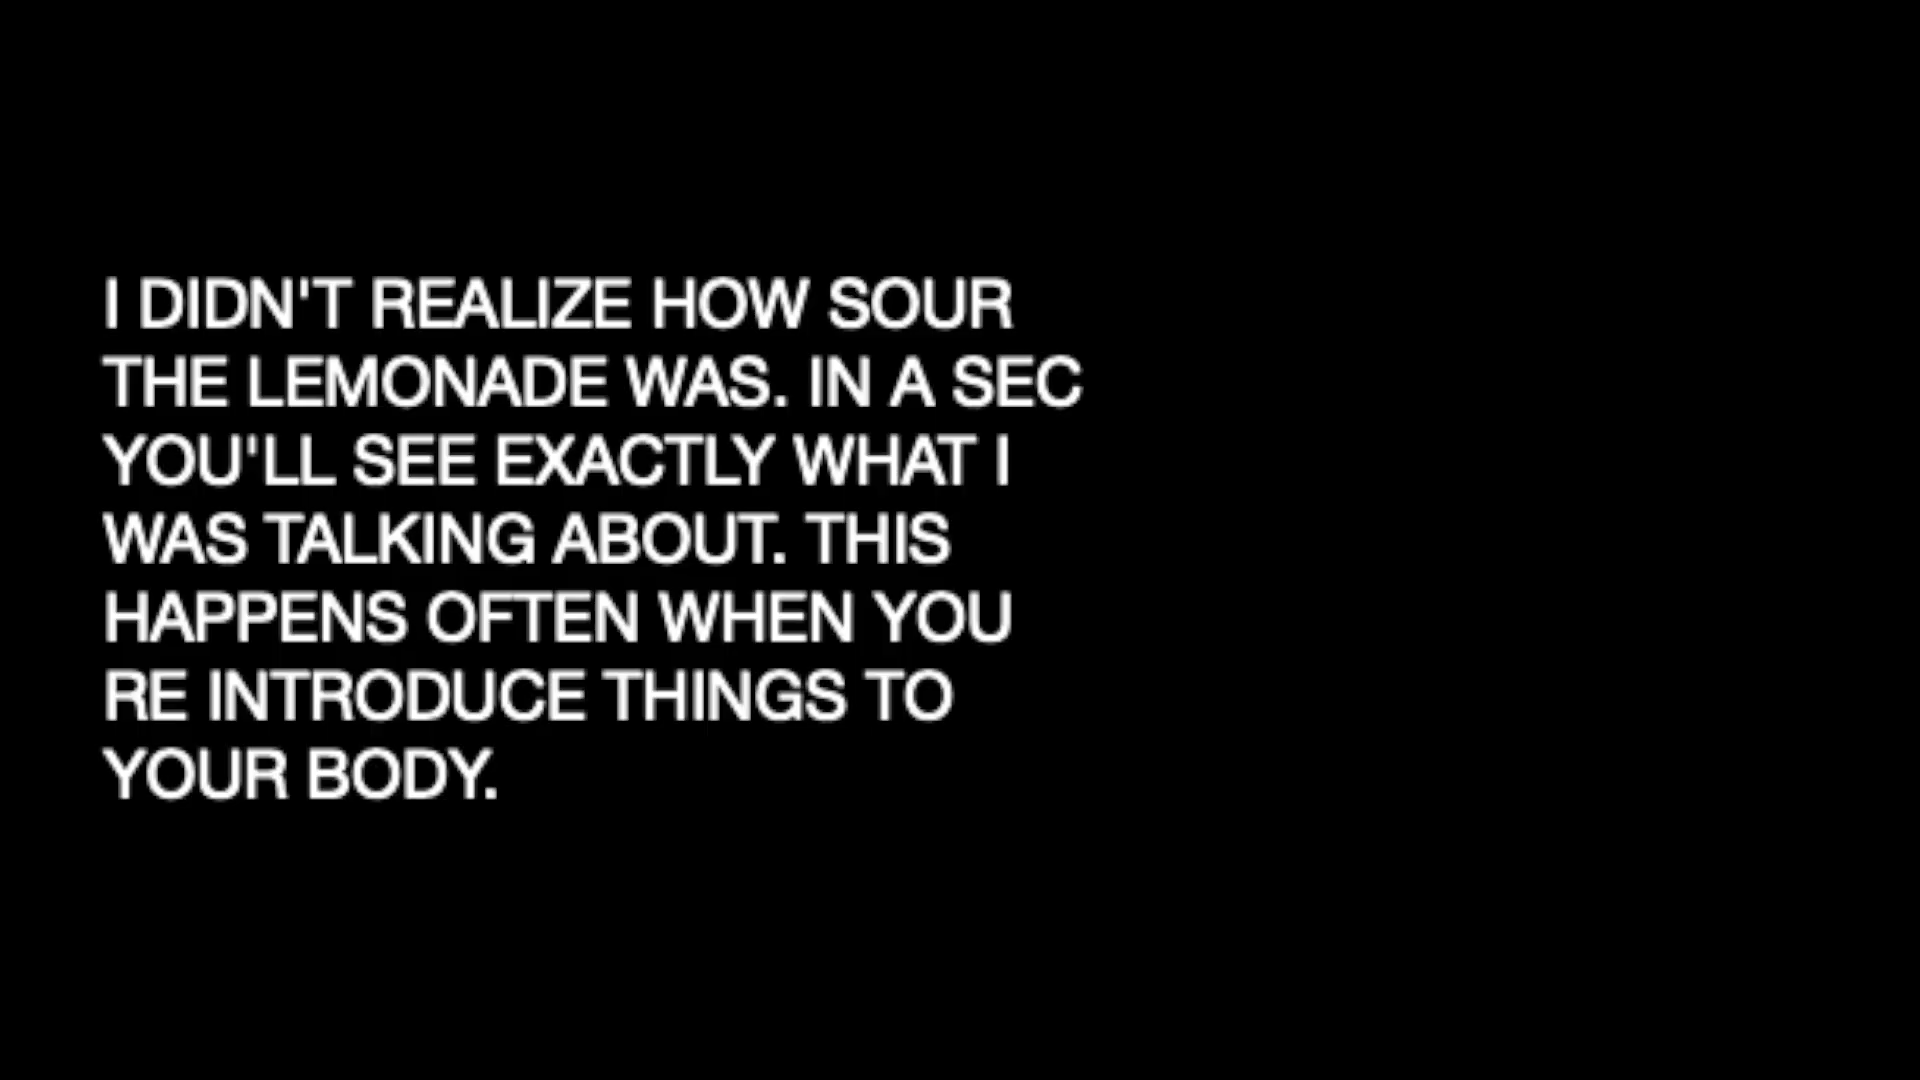 I DIDN'T REALIZE HOW SOUR
THE LEMONADE WAS. IN A SEC
YOU'LL SEE EXACTLY WHAT I
WAS TALKING ABOUT. THIS
HAPPENS OFTEN WHEN YOU
RE INTRODUCE THINGS TO
YOUR BODY.